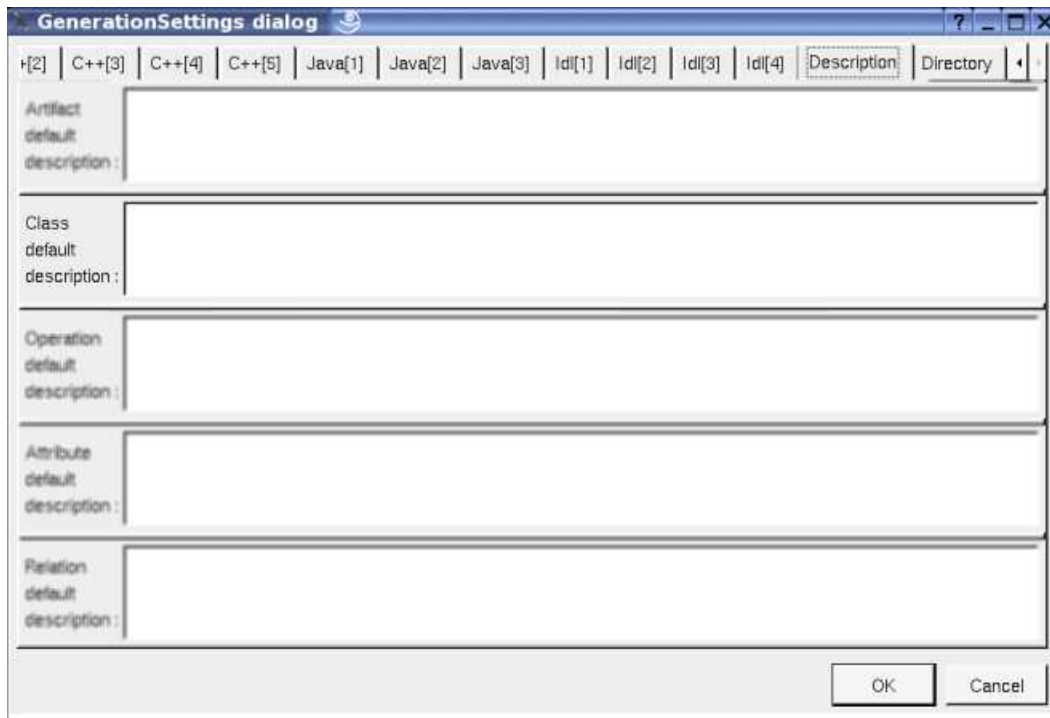 GenerationSettings dialog
+[2] C++[3] C++[4] C++[5] Java[1] Java[2] Java[3] Idl[1] Idl[2] Idl[3] Idl[4] Description Directory
Artifact
default
description :
Class
default
description :
Operation
default
description :
Attribute
default
description :
Relation
default
description :
OK Cancel